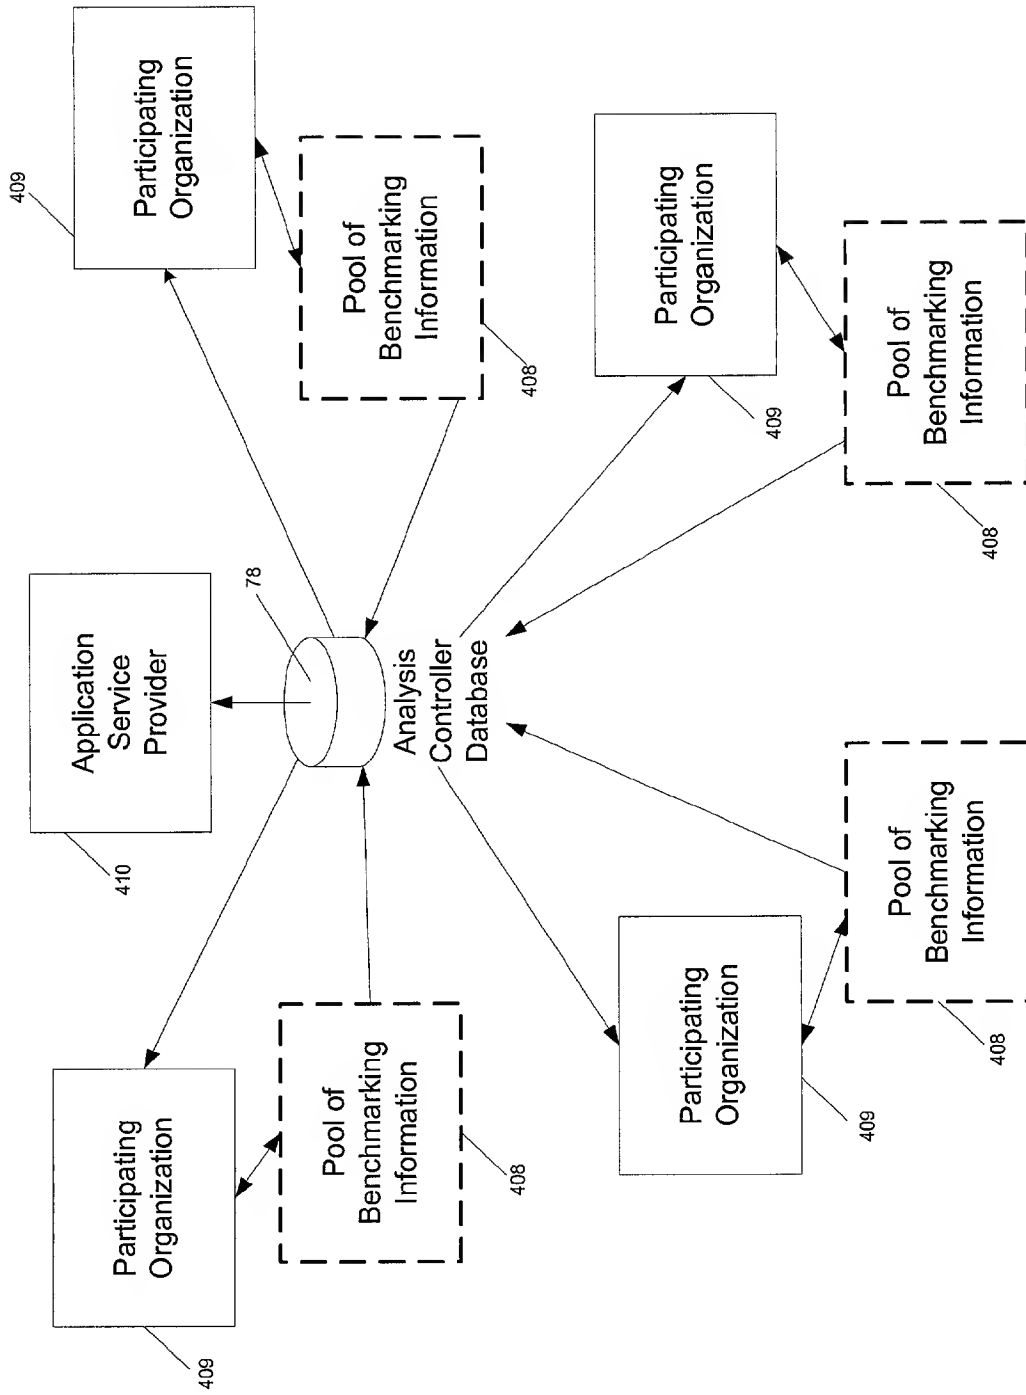 409
Participating
Organization
410
Application
Service
Provider
409
Participating
Organization
78
Pool of
Benchmarking
Information
408
Analysis
Controller
Database
Pool of
Benchmarking
Information
408
Participating
Organization
409
Participating
Organization
409
Pool of
Benchmarking
Information
408
Pool of
Benchmarking
Information
408